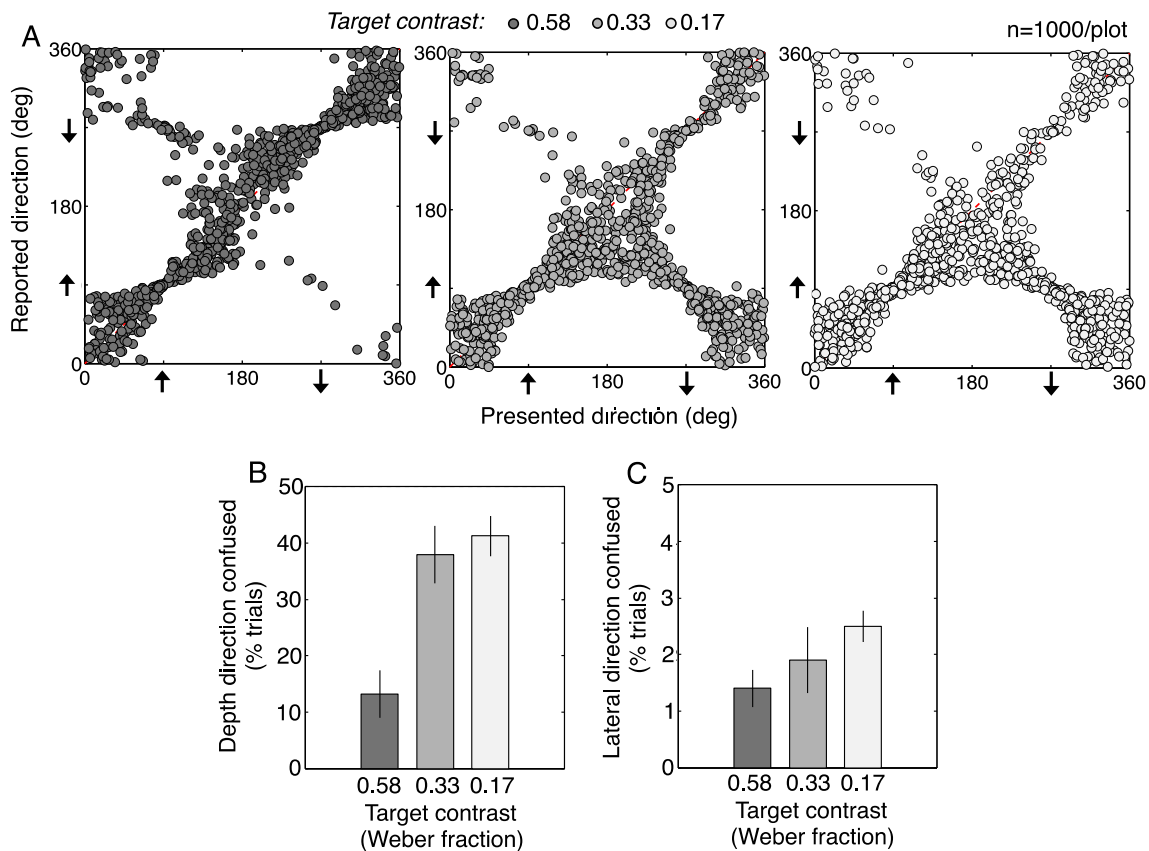 Target contrast: 0.58 0.33 0.17
n=1000/plot
A
Reported direction (deg)
360
180
0
0 180 360
360
180
0
0 180 360
360
180
0
0 180 360
Presented direction (deg)
B
Depth direction confused
(% trials)
50
40
30
20
10
0
0.58 0.33 0.17
Target contrast
(Weber fraction)
C
Lateral direction confused
(% trials)
5
4
3
2
1
0
0.58 0.33 0.17
Target contrast
(Weber fraction)